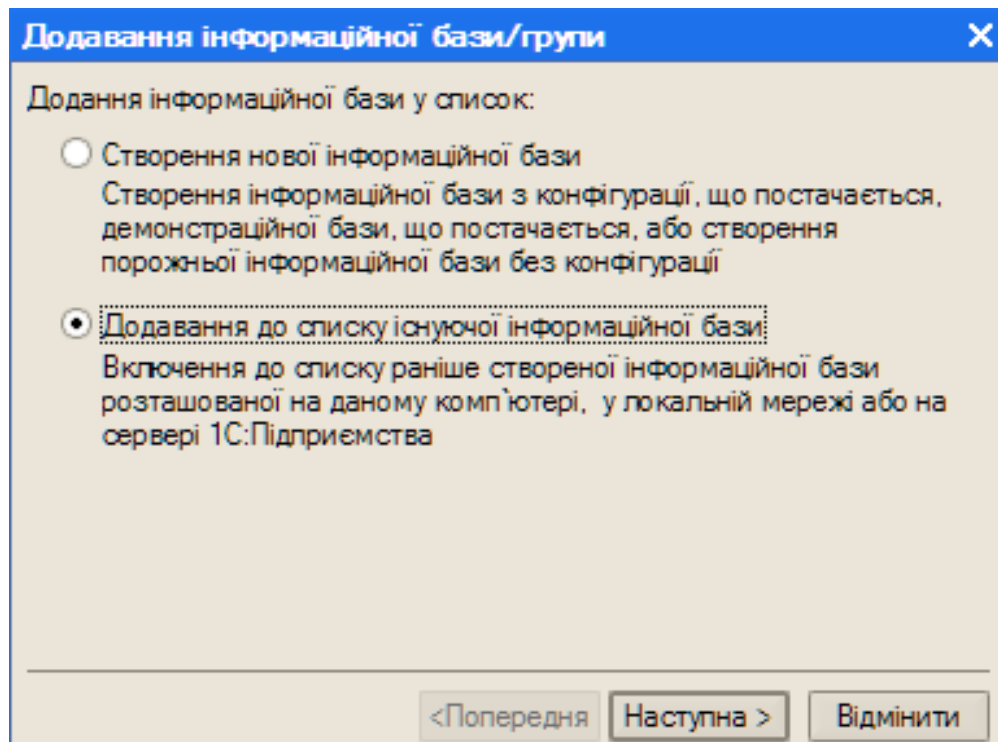 Додавання інформаційної бази/групи
Додання інформаційної бази у список:
Створення нової інформаційної бази
Створення інформаційної бази з конфігурації, що постачається,
демонстраційної бази, що постачається, або створення
порожньої інформаційної бази без конфігурації
Додавання до списку існуючої інформаційної бази
Включення до списку раніше створеної інформаційної бази
розташованої на даному комп`ютері, у локальній мережі або на
сервері 1С:Підприємства
<Попередня Наступна > Відмінити